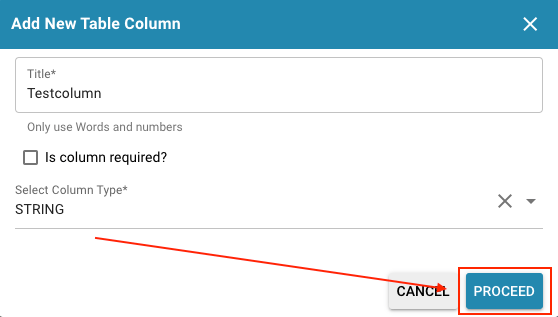 Add New Table Column
Title*
Testcolumn
Only use Words and numbers
Is column required?
Select Column Type*
STRING
CANCEL
PROCEED